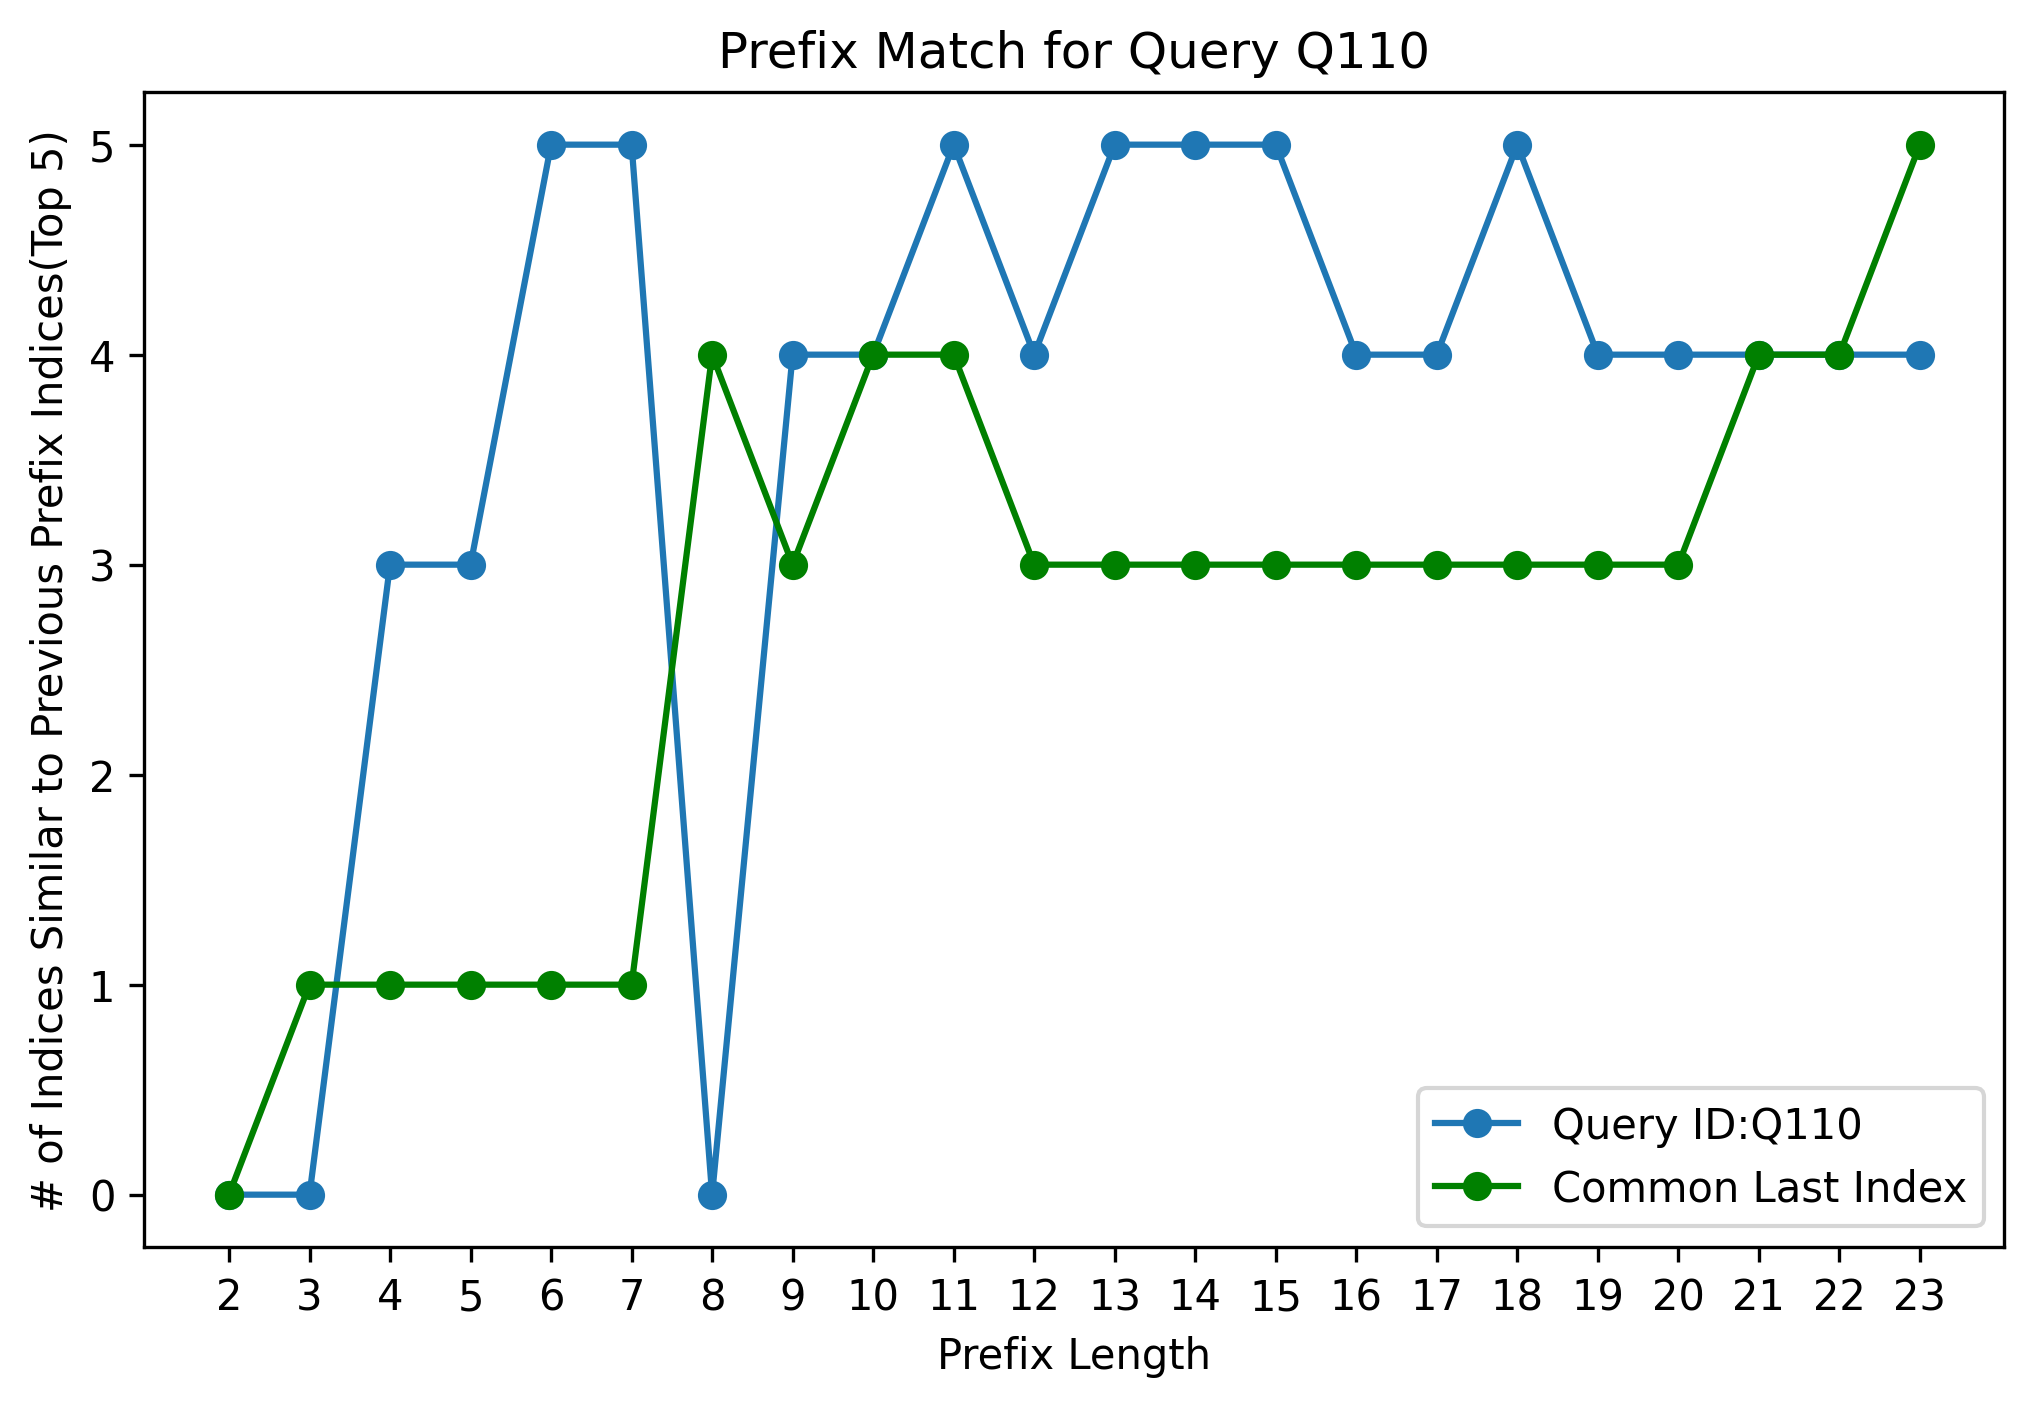 Prefix Match for Query Q110
# of Indices Similar to Previous Prefix Indices(Top 5)
5
4
3
2
1
0
Query ID:Q110
Common Last Index
2 3 4 5 6 7 8 9 10 11 12 13 14 15 16 17 18 19 20 21 22 23
Prefix Length